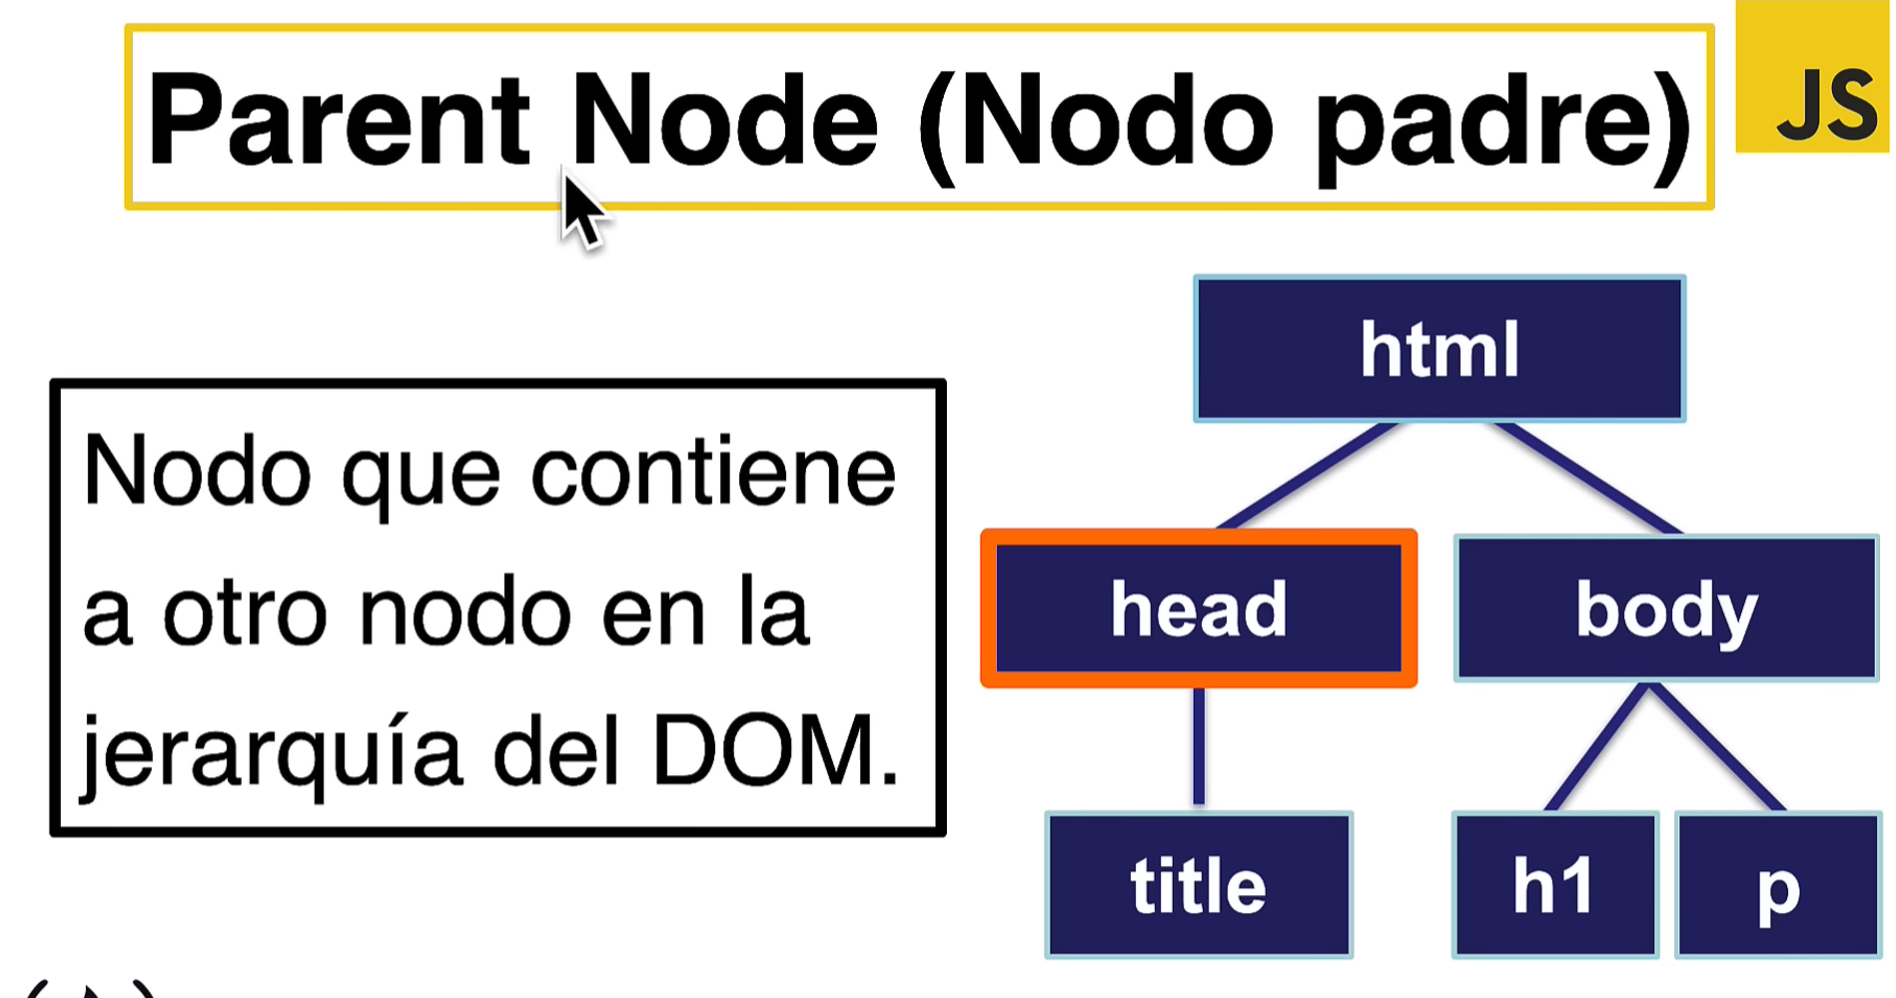 Parent Node (Nodo padre)
JS
Nodo que contiene
a otro nodo en la
jerarquía del DOM.
html
head
body
title
h1
p